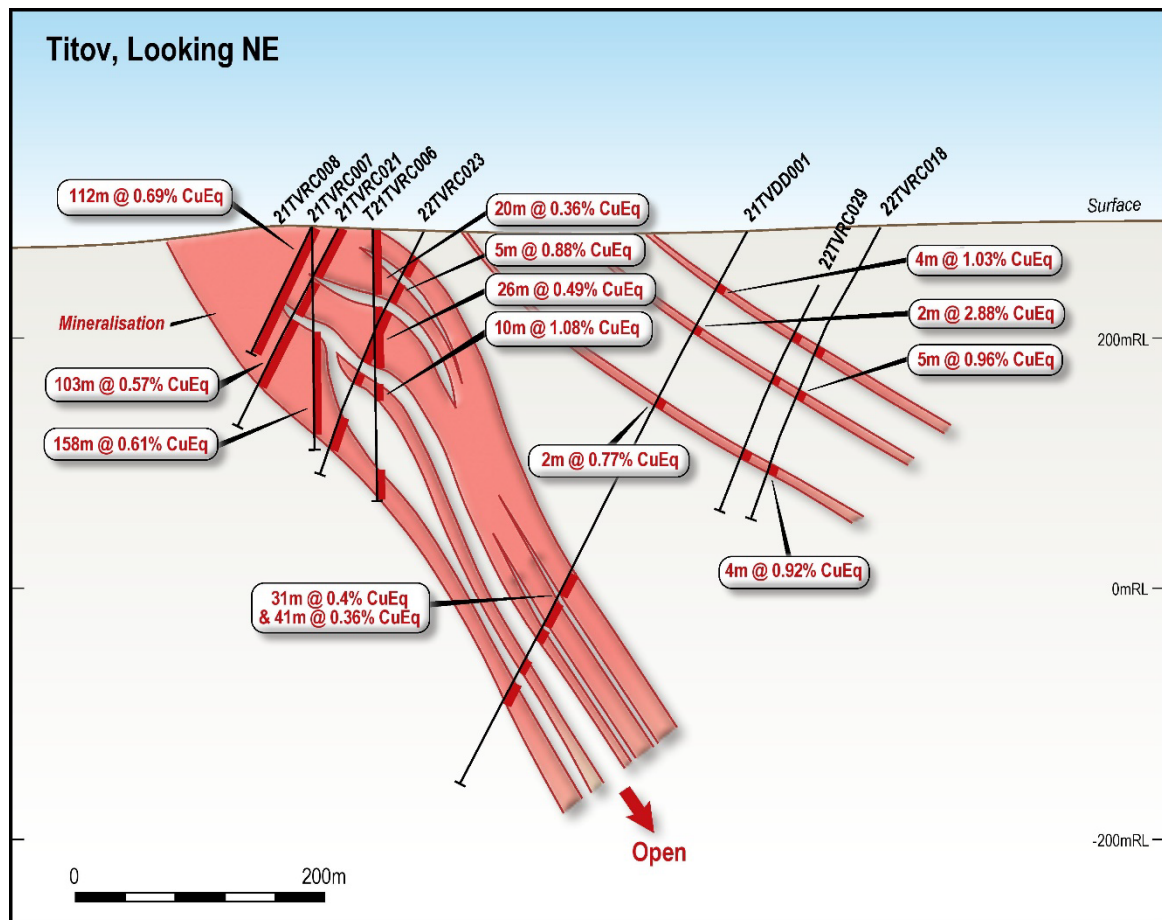 Titov, Looking NE
21TVRC008
21TVRC007
21TVRC021
T21TVRC006
22TVRC023
21TVDD001
22TVRC029
22TVRC018
Surface
112m @ 0.69% CuEq
20m @ 0.36% CuEq
5m @ 0.88% CuEq
26m @ 0.49% CuEq
10m @ 1.08% CuEq
4m @ 1.03% CuEq
2m @ 2.88% CuEq
5m @ 0.96% CuEq
Mineralisation
200mRL
103m @ 0.57% CuEq
158m @ 0.61% CuEq
2m @ 0.77% CuEq
4m @ 0.92% CuEq
31m @ 0.4% CuEq
& 41m @ 0.36% CuEq
0mRL
-200mRL
Open
0
200m